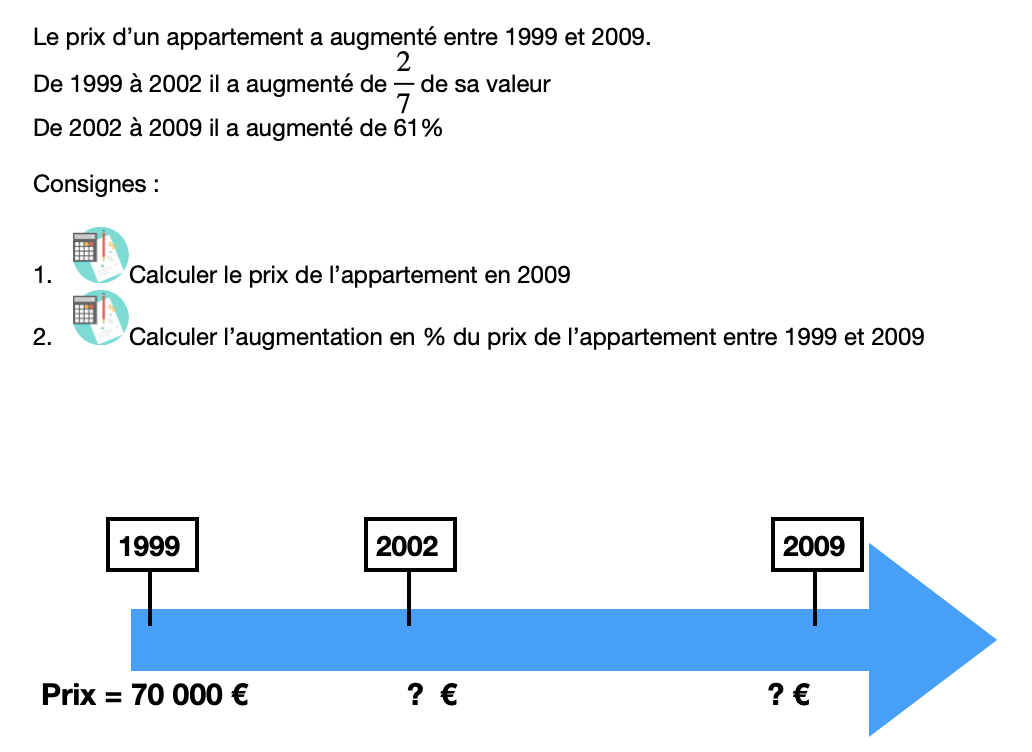 Le prix d’un appartement a augmenté entre 1999 et 2009.
De 1999 à 2002 il a augmenté de 2/7 de sa valeur
De 2002 à 2009 il a augmenté de 61%
Consignes :
1. Calculer le prix de l’appartement en 2009
2. Calculer l’augmentation en % du prix de l’appartement entre 1999 et 2009
1999 2002 2009
Prix = 70 000 € ? € ? €